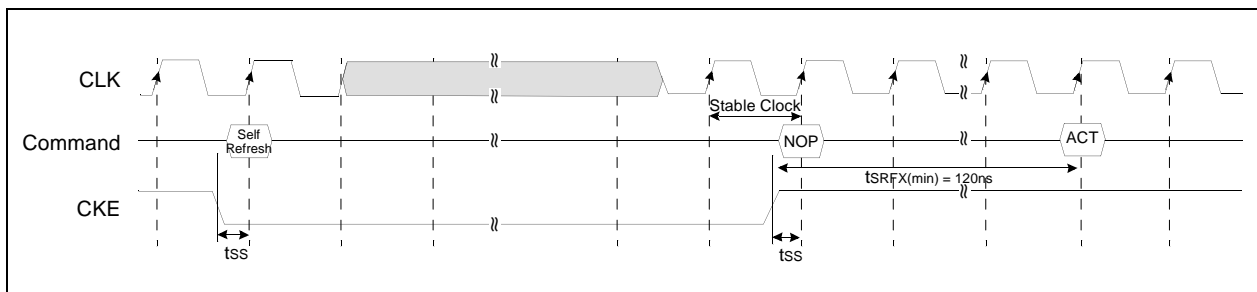 CLK
Stable Clock
Command
Self
Refresh
NOP
ACT
tSRFX(min) = 120ns
CKE
tss
tss